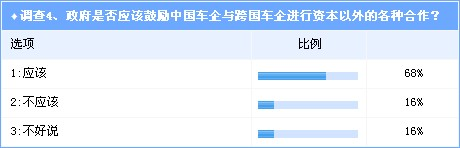 ♦调查4、政府是否应该鼓励中国车企与跨国车企进行资本以外的各种合作？
选项 比例
1:应该 68%
2:不应该 16%
3:不好说 16%